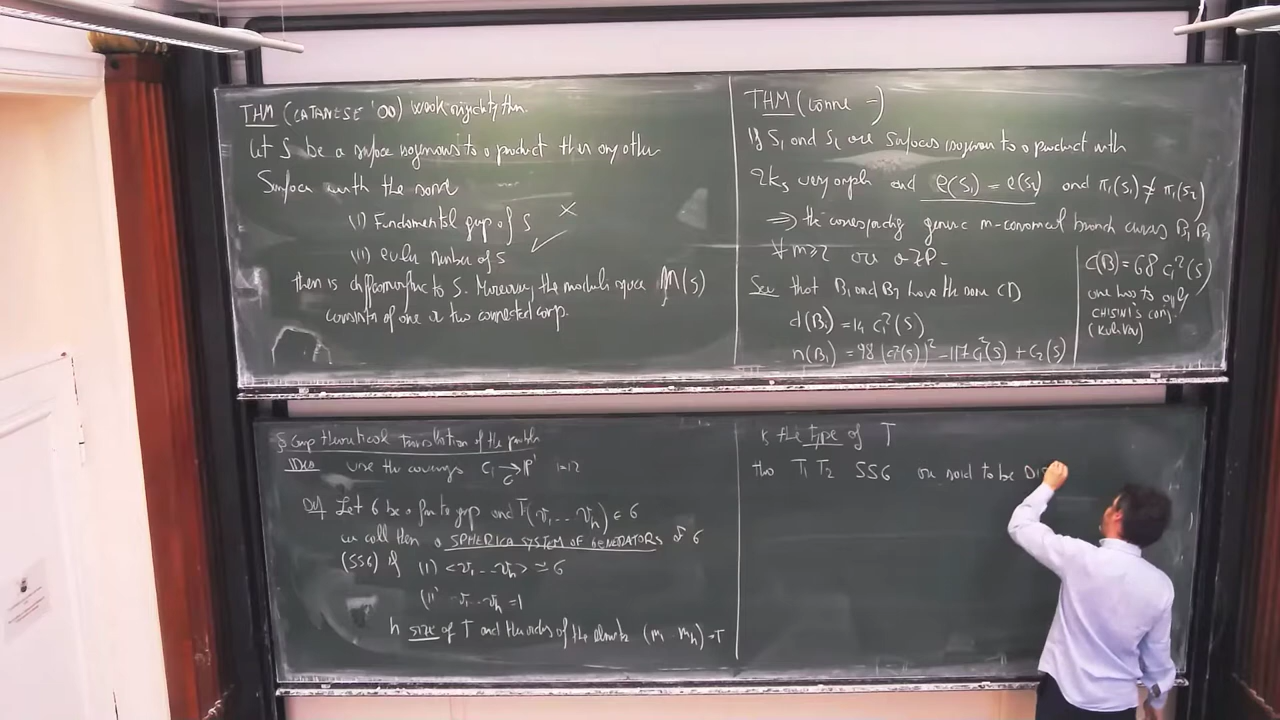 THM (CATANESE '00) weak rigidity thm.
Let S be a surface isogenous to a product then any other
Surface with the same
(i) Fundamental group of S ×
(ii) euler number of S ✓
then is diffeomorphic to S. Moreover, the moduli space M(S)
consists of one or two connected comp.
THM (
If S1 and S2 are surfaces isogenous to a product with
2Ks very amph and e(S1) = e(S2) and π1(S1) ≠ π1(S2)
⟹ the corresponding generic m-canonical branch curves B1 B2
∀ m≥2 are a ZP.
See that B1 and B2 have the same
d(B1) = 14 c1²(S)
n(B1) = 98 (c1²(S))² - 117 c1²(S) + c2(S)
C(B) = 68 c1²(S)
one has to apply
CHISINI'S conj.
(Kulikov)
§ Group theoretical translation of the problem
IDEA use the coverings Ci → P¹ i=1,2
G
Def Let G be a finite group and T(v1 ... vh) ∈ G
we call then a SPHERICAL SYSTEM OF GENERATORS of G
(SSG) if (i) <v1 ... vh> ≅ G
(ii) v1 ... vh = 1
h size of T and the orders of the elements (m1 ... mh) = T
is the type of T
two T1 T2 SSG are said to be